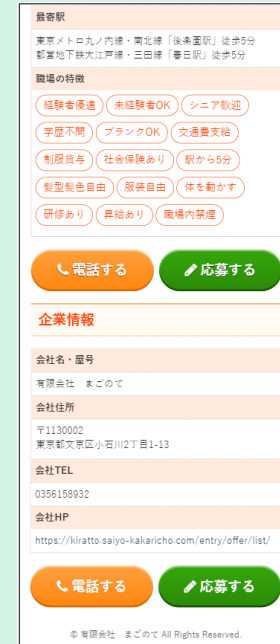 最寄駅
東京メトロ丸ノ内線・南北線「後楽園駅」徒歩5分
都営地下鉄大江戸線・三田線「春日駅」徒歩5分
職場の特徴
経験者優遇 未経験者OK シニア歓迎
学歴不問 ブランクOK 交通費支給
制服貸与 社会保険あり 駅から5分
髪型髪色自由 服装自由 体を動かす
研修あり 昇給あり 職場内禁煙
電話する 応募する
企業情報
会社名・屋号
有限会社 まごのて
会社住所
〒1130002
東京都文京区小石川2丁目1-13
会社TEL
0356158932
会社HP
https://kiratto.saiyo-kakaricho.com/entry/offer/list/
電話する 応募する
© 有限会社 まごのて All Rights Reserved.